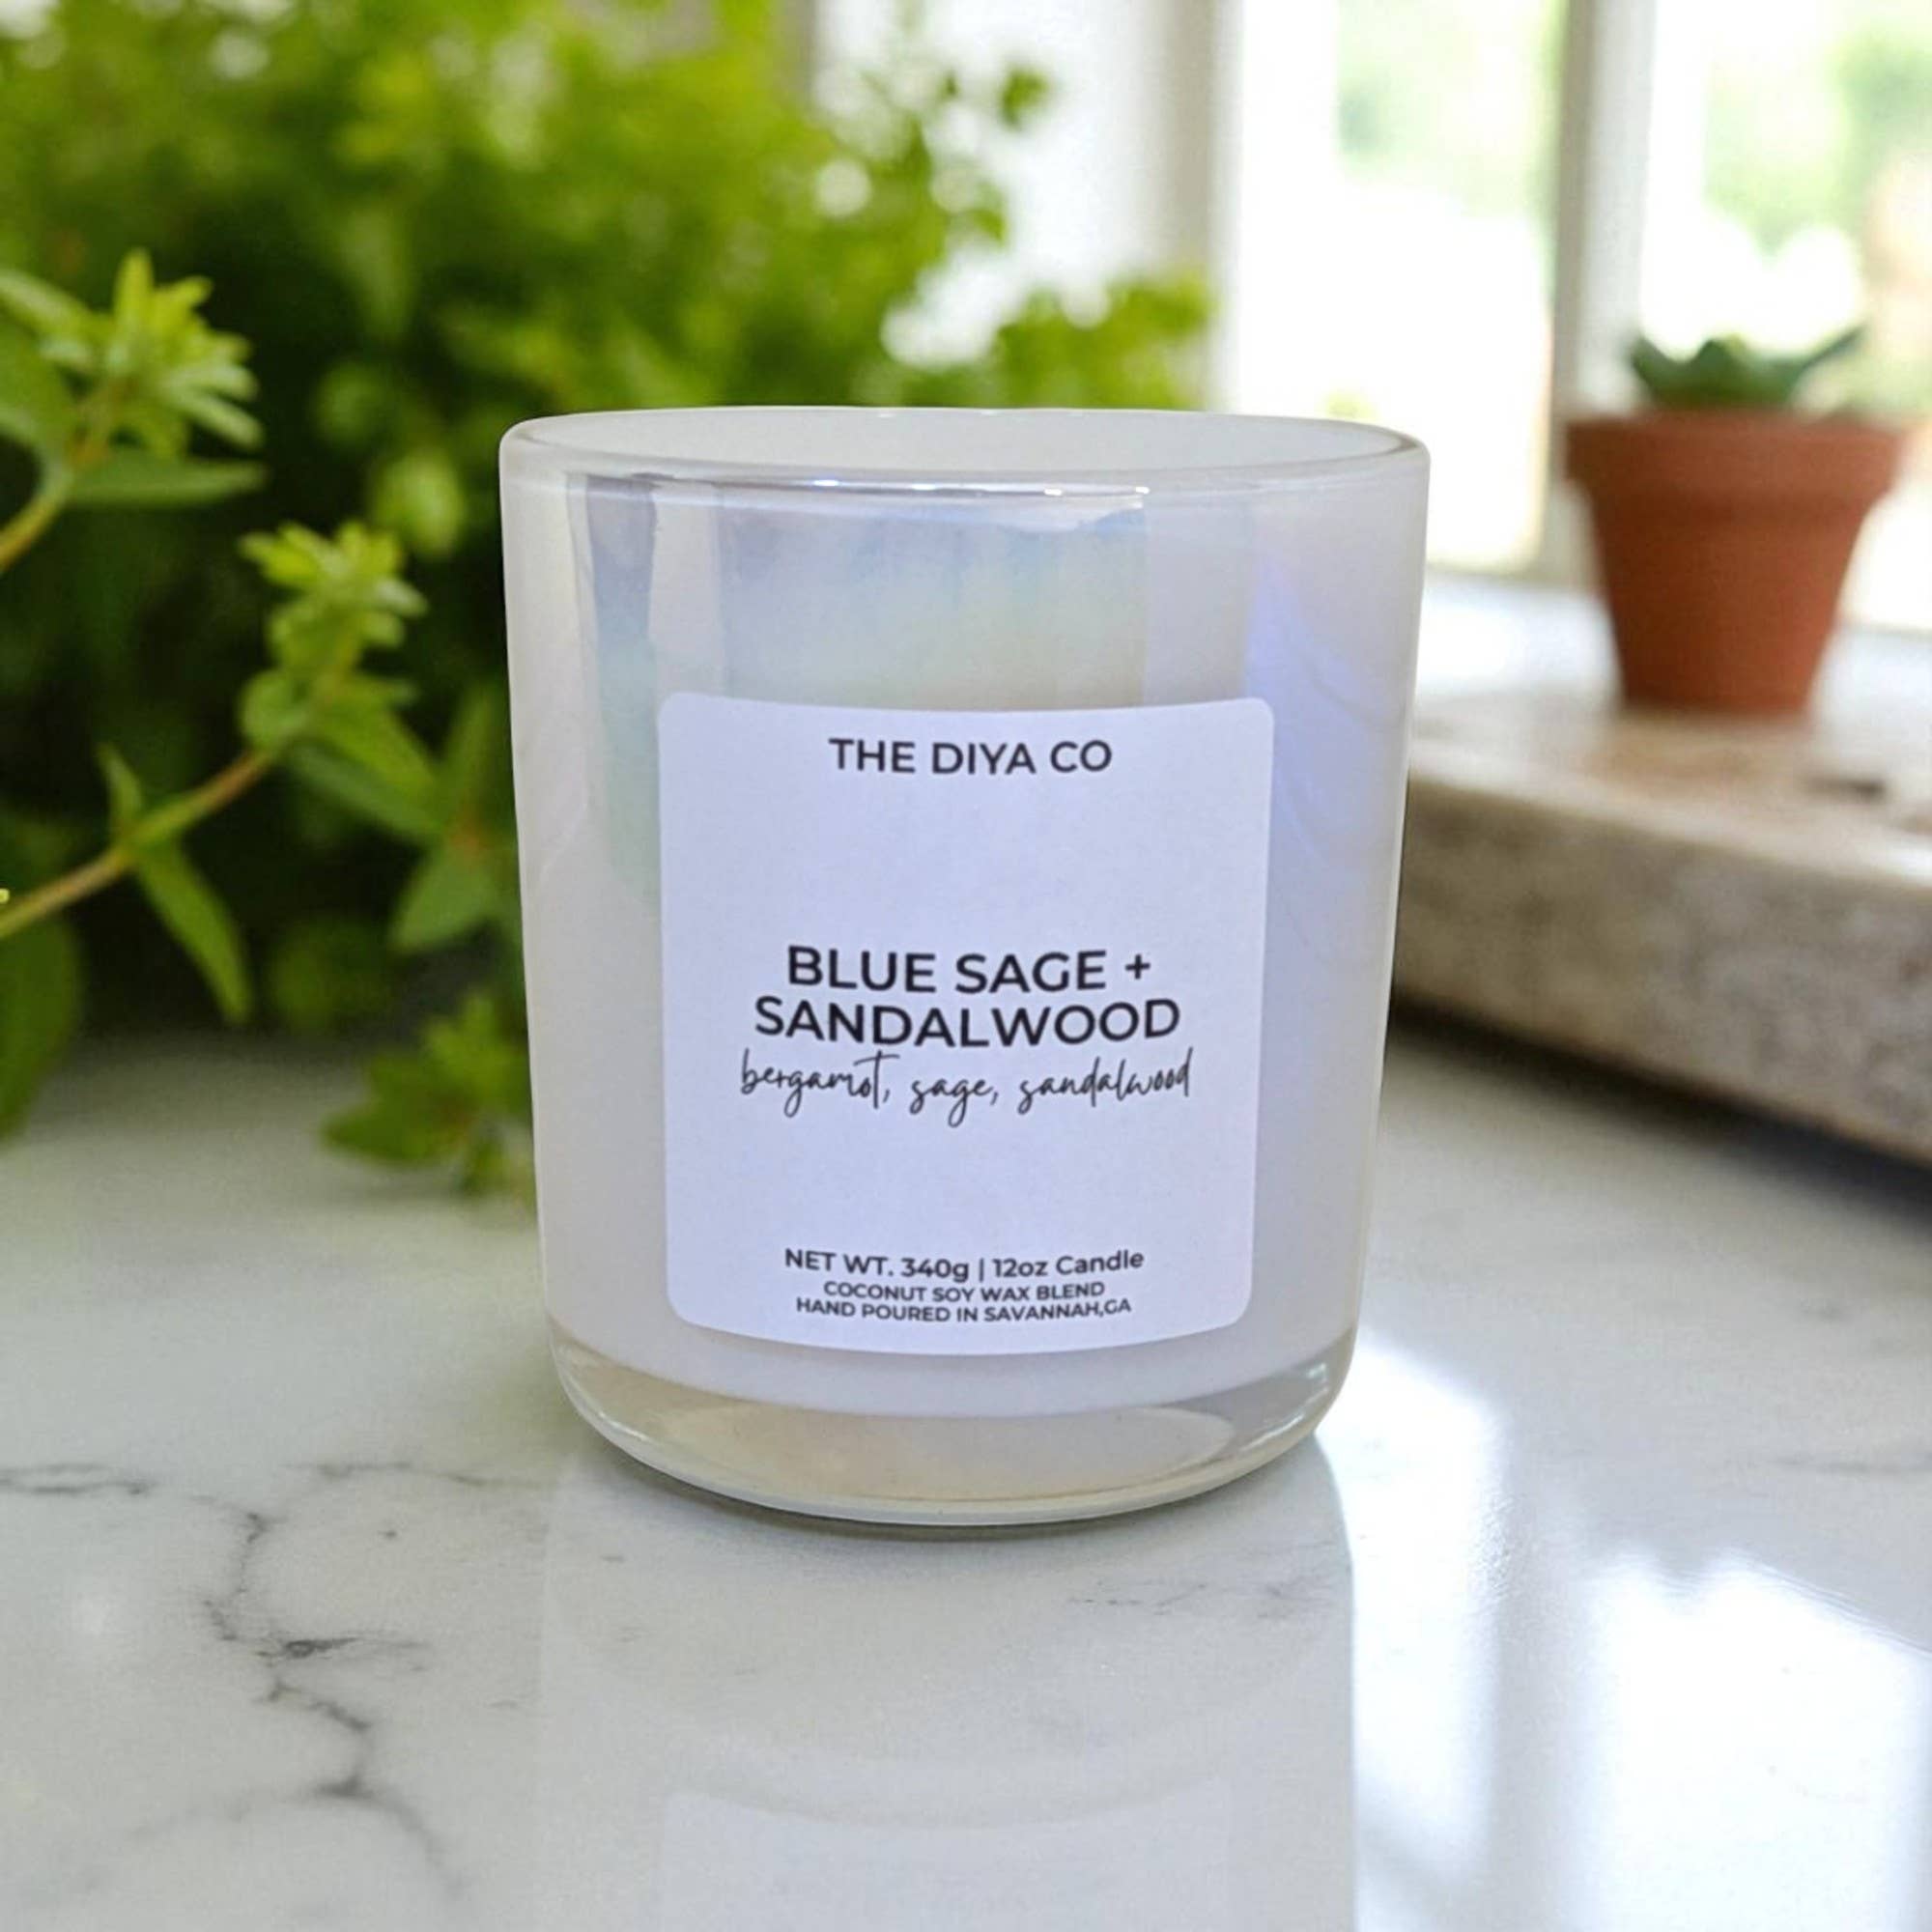 THE DIYA CO
BLUE SAGE +
SANDALWOOD
bergamot, sage, sandalwood
NET WT. 340g | 12oz Candle
COCONUT SOY WAX BLEND
HAND POURED IN SAVANNAH,GA